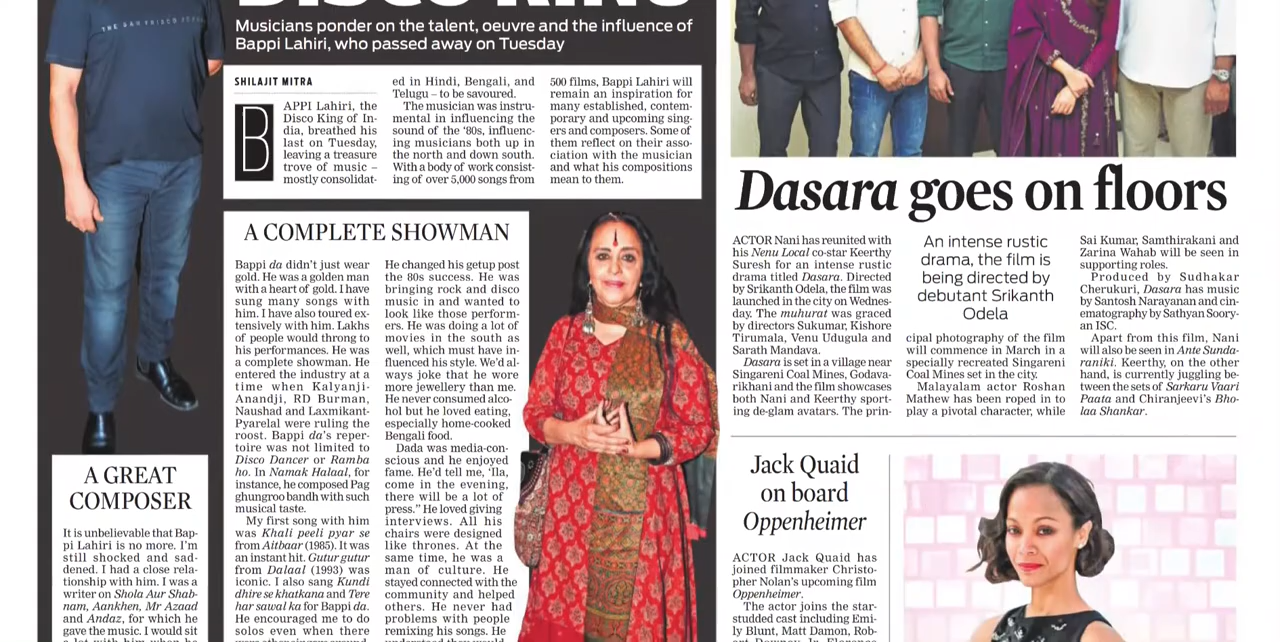 THE SAN FRISCO
DISCO KING
Musicians ponder on the talent, oeuvre and the influence of
Bappi Lahiri, who passed away on Tuesday
SHILAJIT MITRA
BAPPI Lahiri, the
Disco King of In-
dia, breathed his
last on Tuesday,
leaving a treasure
trove of music –
mostly consolidat-
ed in Hindi, Bengali, and
Telugu – to be savoured.
The musician was instru-
mental in influencing the
sound of the ‘80s, influenc-
ing musicians both up in
the north and down south.
With a body of work consist-
ing of over 5,000 songs from
500 films, Bappi Lahiri will
remain an inspiration for
many established, contem-
porary and upcoming sing-
ers and composers. Some of
them reflect on their asso-
ciation with the musician
and what his compositions
mean to them.
A GREAT
COMPOSER
It is unbelievable that Bap-
pi Lahiri is no more. I’m
still shocked and sad-
dened. I had a close rela-
tionship with him. I was a
writer on Shola Aur Shab-
nam, Aankhen, Mr Azaad
and Andaz, for which he
gave the music. I would sit
a lot with him when he
A COMPLETE SHOWMAN
Bappi da didn’t just wear
gold. He was a golden man
with a heart of gold. I have
sung many songs with
him. I have also toured ex-
tensively with him. Lakhs
of people would throng to
his performances. He was
a complete showman. He
entered the industry at a
time when Kalyanji-
Anandji, RD Burman,
Naushad and Laxmikant-
Pyarelal were ruling the
roost. Bappi da’s reper-
toire was not limited to
Disco Dancer or Ramba
ho. In Namak Halaal, for
instance, he composed Pag
ghungroo bandh with such
musical taste.
My first song with him
was Khali peeli pyar se
from Aitbaar (1985). It was
an instant hit. Gutur gutur
from Dalaal (1993) was
iconic. I also sang Kundi
dhire se khatkana and Tere
har sawal ka for Bappi da.
He encouraged me to do
solos even when there
He changed his getup post
the 80s success. He was
bringing rock and disco
music in and wanted to
look like those perform-
ers. He was doing a lot of
movies in the south as
well, which must have in-
fluenced his style. We’d al-
ways joke that he wore
more jewellery than me.
He never consumed alco-
hol but he loved eating,
especially home-cooked
Bengali food.
Dada was media-con-
scious and he enjoyed
fame. He’d tell me, ‘Ila,
come in the evening,
there will be a lot of
press.” He loved giving
interviews. All his
chairs were designed
like thrones. At the
same time, he was a
man of culture. He
stayed connected with the
community and helped
others. He never had
problems with people
remixing his songs. He
understood they would
Dasara goes on floors
ACTOR Nani has reunited with
his Nenu Local co-star Keerthy
Suresh for an intense rustic
drama titled Dasara. Directed
by Srikanth Odela, the film was
launched in the city on Wednes-
day. The muhurat was graced
by directors Sukumar, Kishore
Tirumala, Venu Udugula and
Sarath Mandava.
Dasara is set in a village near
Singareni Coal Mines, Godava-
rikhani and the film showcases
both Nani and Keerthy sport-
ing de-glam avatars. The prin-
An intense rustic
drama, the film is
being directed by
debutant Srikanth
Odela
cipal photography of the film
will commence in March in a
specially recreated Singareni
Coal Mines set in the city.
Malayalam actor Roshan
Mathew has been roped in to
play a pivotal character, while
Sai Kumar, Samthirakani and
Zarina Wahab will be seen in
supporting roles.
Produced by Sudhakar
Cherukuri, Dasara has music
by Santosh Narayanan and cin-
ematography by Sathyan Soory-
an ISC.
Apart from this film, Nani
will also be seen in Ante Sunda-
raniki. Keerthy, on the other
hand, is currently juggling be-
tween the sets of Sarkaru Vaari
Paata and Chiranjeevi’s Bho-
laa Shankar.
Jack Quaid
on board
Oppenheimer
ACTOR Jack Quaid has
joined filmmaker Christo-
pher Nolan’s upcoming film
Oppenheimer.
The actor joins the star-
studded cast including Emi-
ly Blunt, Matt Damon, Rob-
ert Downey Jr, Florence